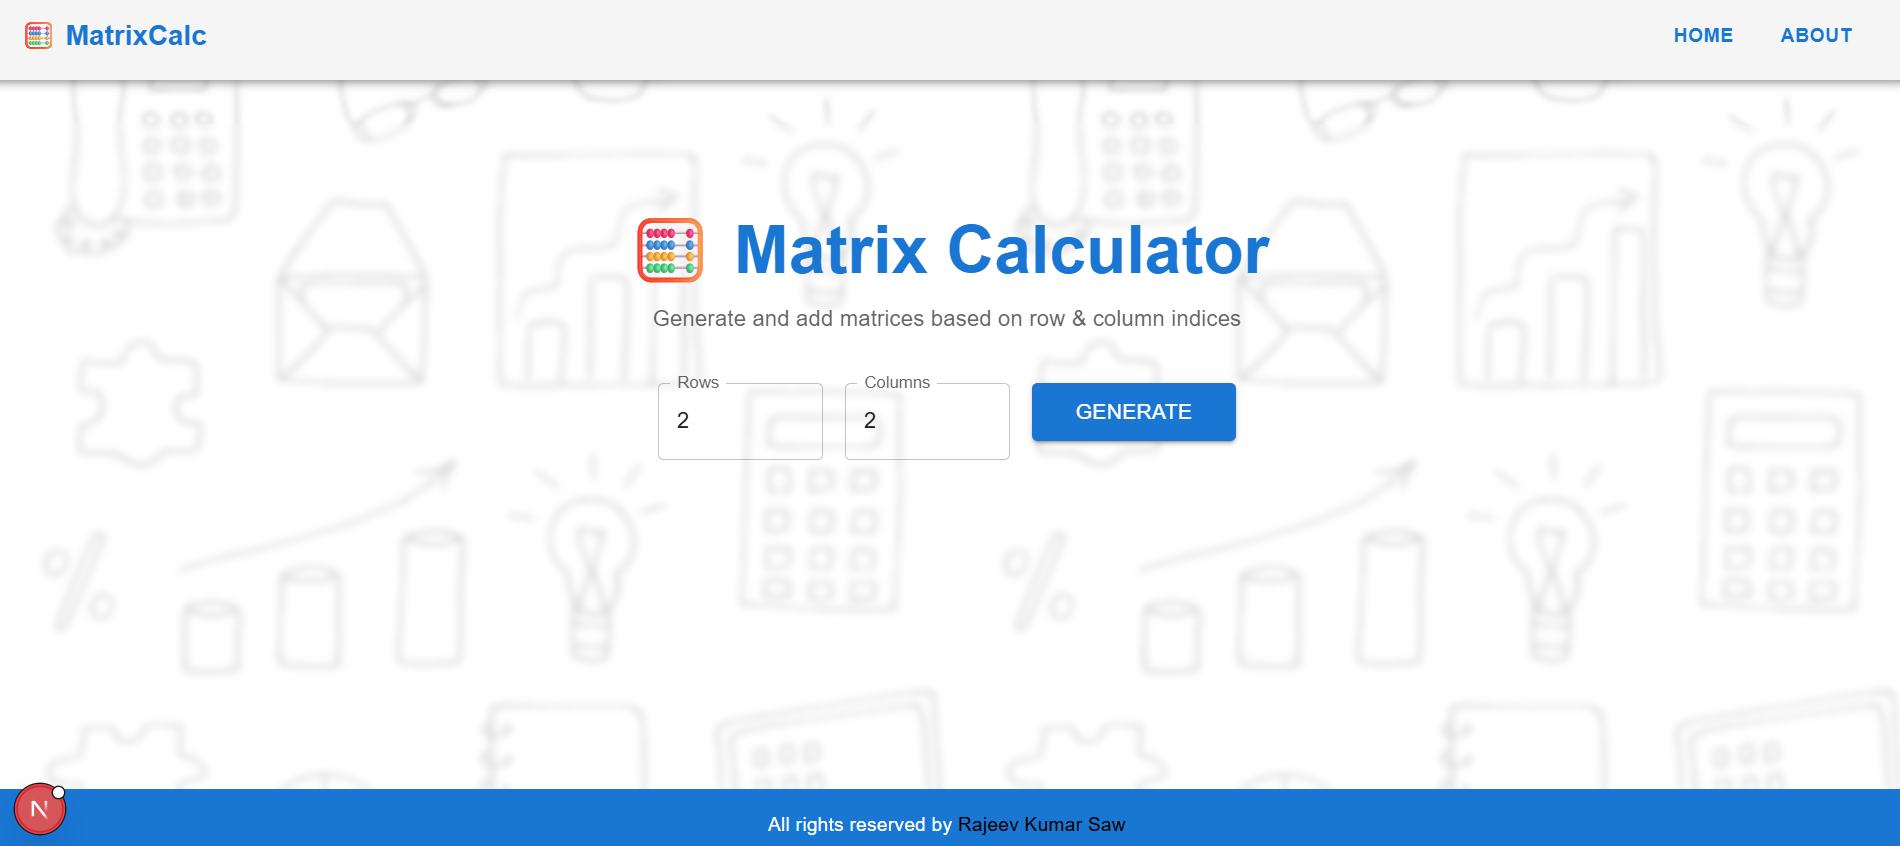 MatrixCalc
HOME
ABOUT
Matrix Calculator
Generate and add matrices based on row & column indices
Rows
2
Columns
2
GENERATE
N
All rights reserved by Rajeev Kumar Saw